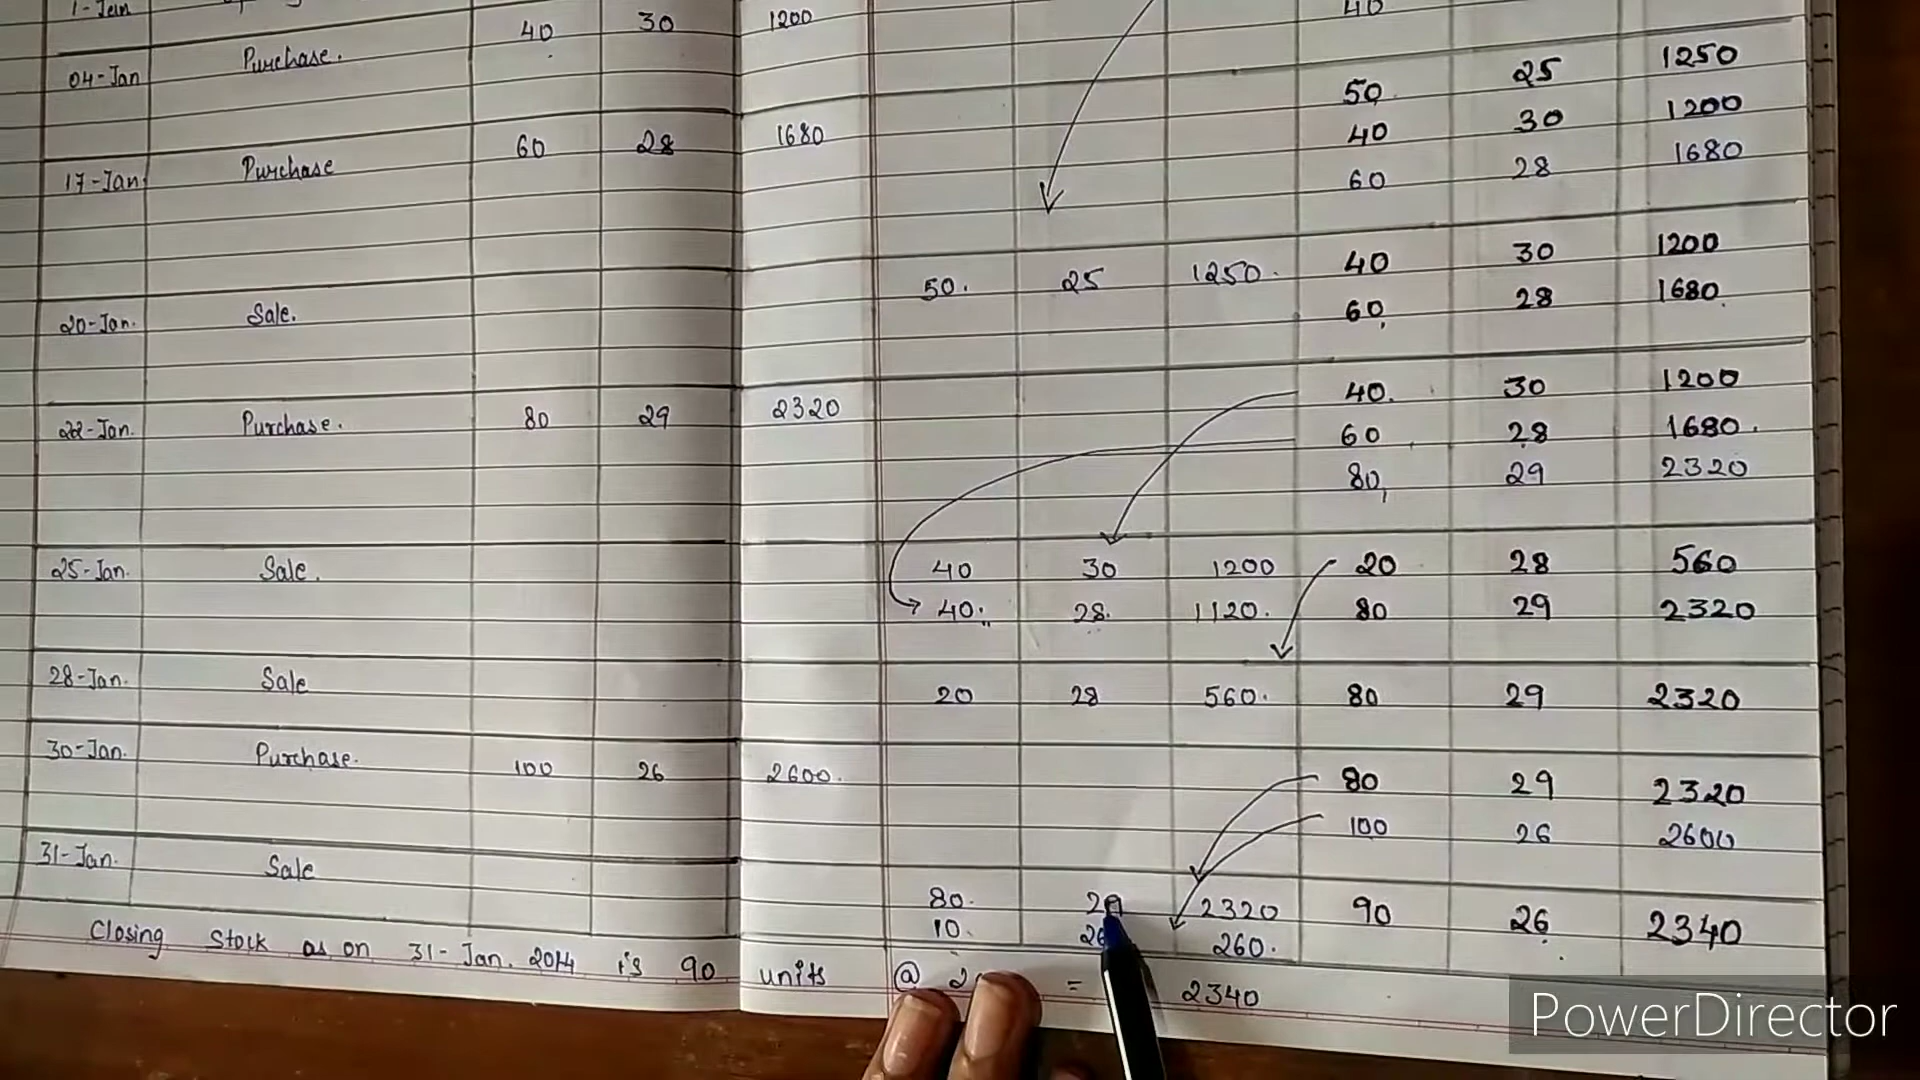 1-Jan 40 30 1200 40
04-Jan Purchase. 50 25 1250
40 30 1200
17-Jan Purchase 60 28 1680 60 28 1680
20-Jan. Sale. 50. 25 1250. 40 30 1200
60 28 1680
22-Jan. Purchase. 80 29 2320 40. 30 1200
60 28 1680.
80 29 2320
25-Jan. Sale. 40 30 1200 20 28 560
40. 28. 1120. 80 29 2320
28-Jan. Sale 20 28 560. 80 29 2320
30-Jan. Purchase. 100 26 2600. 80 29 2320
100 26 2600
31-Jan. Sale 80. 2320 90 26 2340
10. 26 260.
Closing Stock as on 31-Jan. 2014 is 90 units @ = 2340
PowerDirector